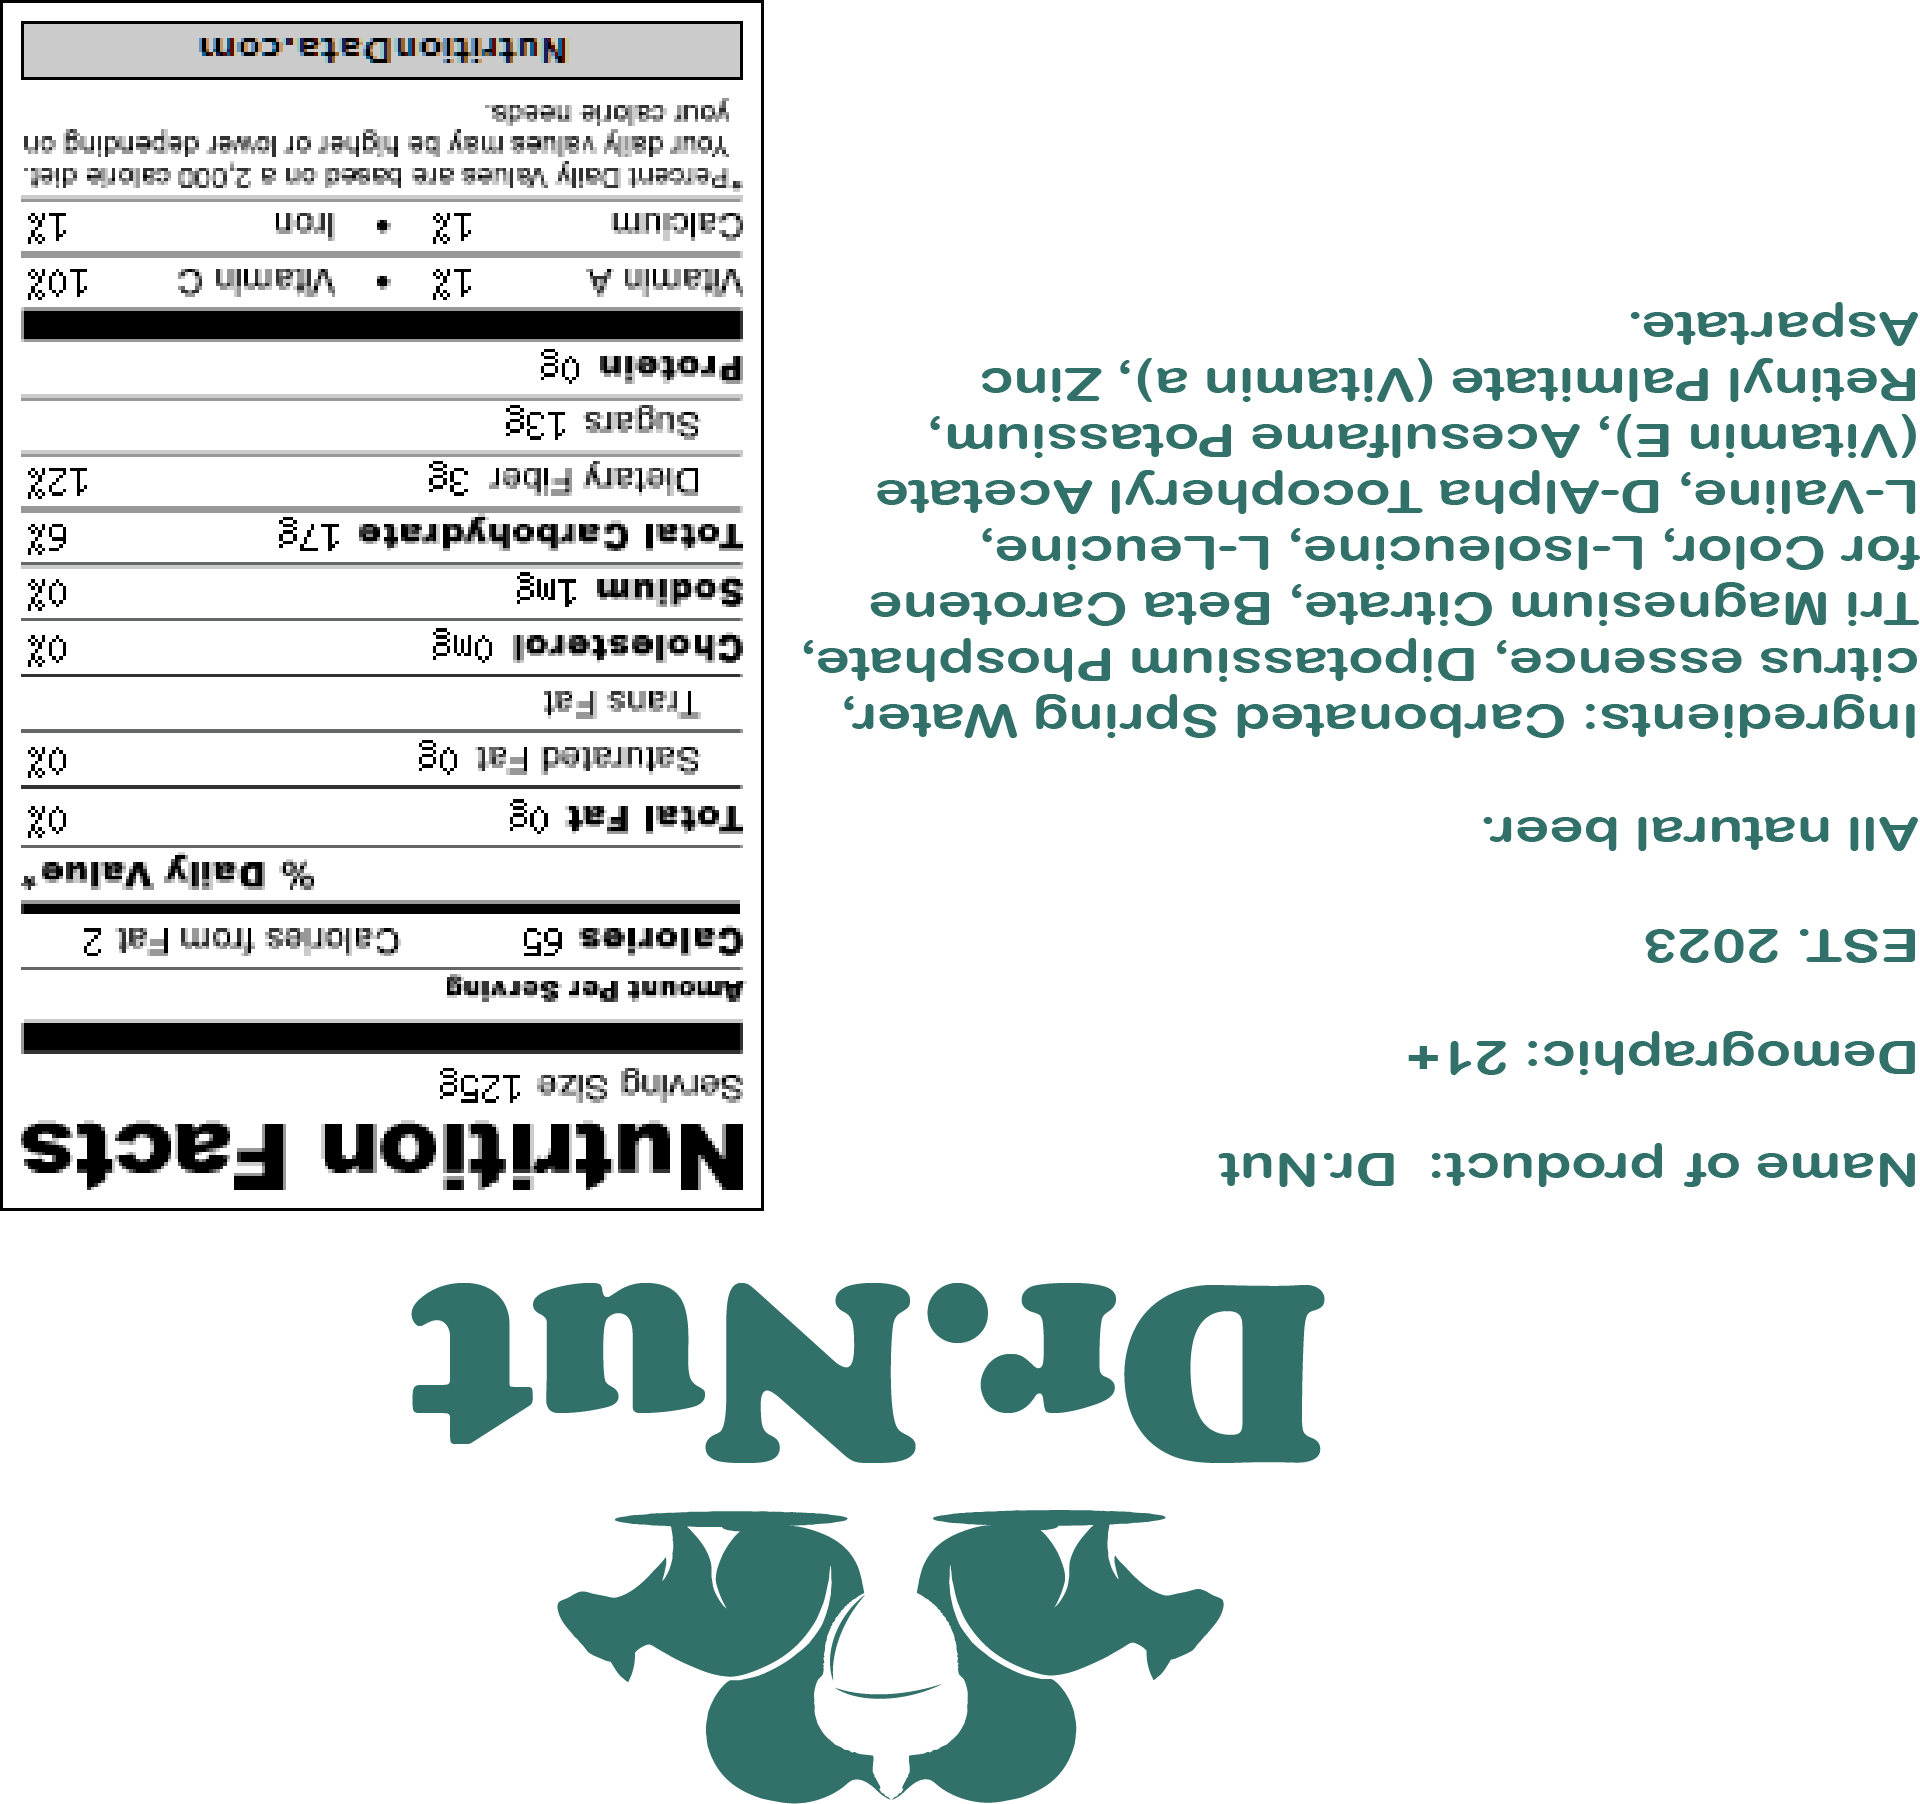 Dr.Nut
Name of product:  Dr.Nut
Demographic: 21+
EST. 2023
All natural beer.
Ingredients: Carbonated Spring Water,
citrus essence, Dipotassium Phosphate,
Tri Magnesium Citrate, Beta Carotene
for Color, L-Isoleucine, L-Leucine,
L-Valine, D-Alpha Tocopheryl Acetate
(Vitamin E), Acesulfame Potassium,
Retinyl Palmitate (Vitamin a), Zinc
Aspartate.
Nutrition Facts
Serving Size 125g
Amount Per Serving
Calories 65 Calories from Fat 2
% Daily Value*
Total Fat 0g 0%
Saturated Fat 0g 0%
Trans Fat
Cholesterol 0mg 0%
Sodium 1mg 0%
Total Carbohydrate 17g 6%
Dietary Fiber 3g 12%
Sugars 13g
Protein 0g
Vitamin A 1% • Vitamin C 10%
Calcium 1% • Iron 1%
*Percent Daily Values are based on a 2,000 calorie diet.
Your daily values may be higher or lower depending on
your calorie needs.
NutritionData.com